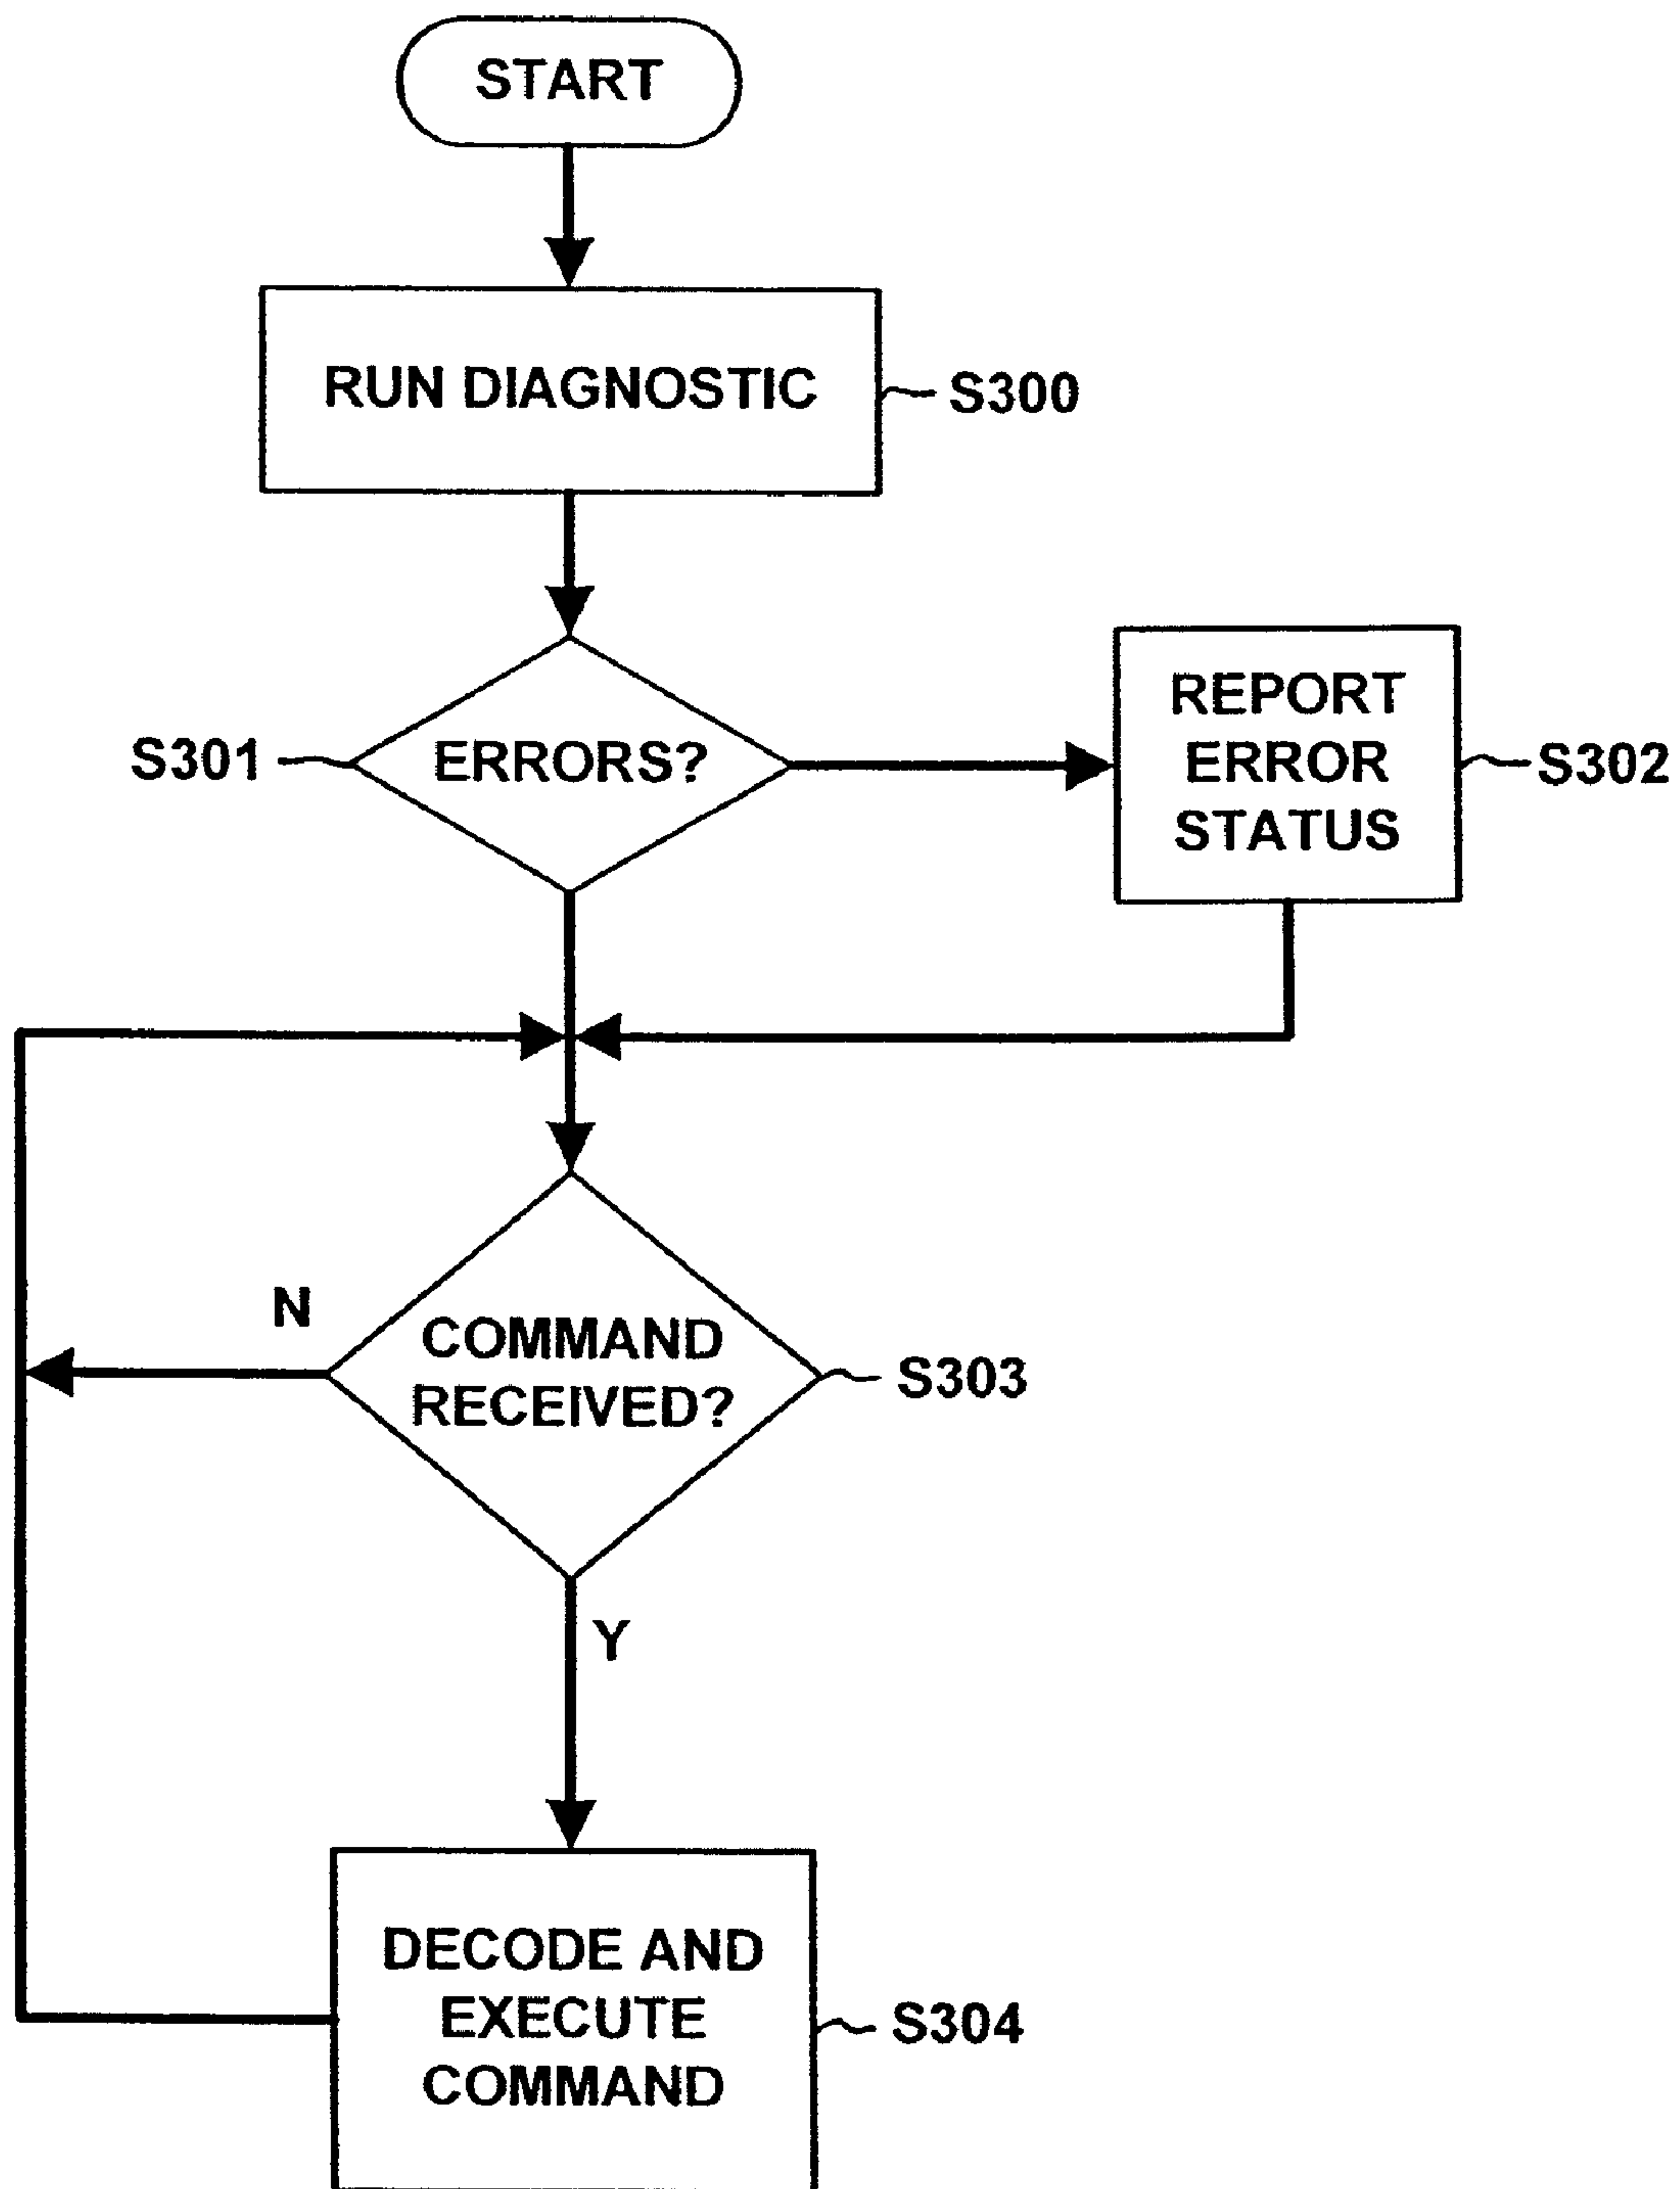 START
RUN DIAGNOSTIC
S300
S301
ERRORS?
REPORT
ERROR
STATUS
S302
N
COMMAND
RECEIVED?
S303
Y
DECODE AND
EXECUTE
COMMAND
S304